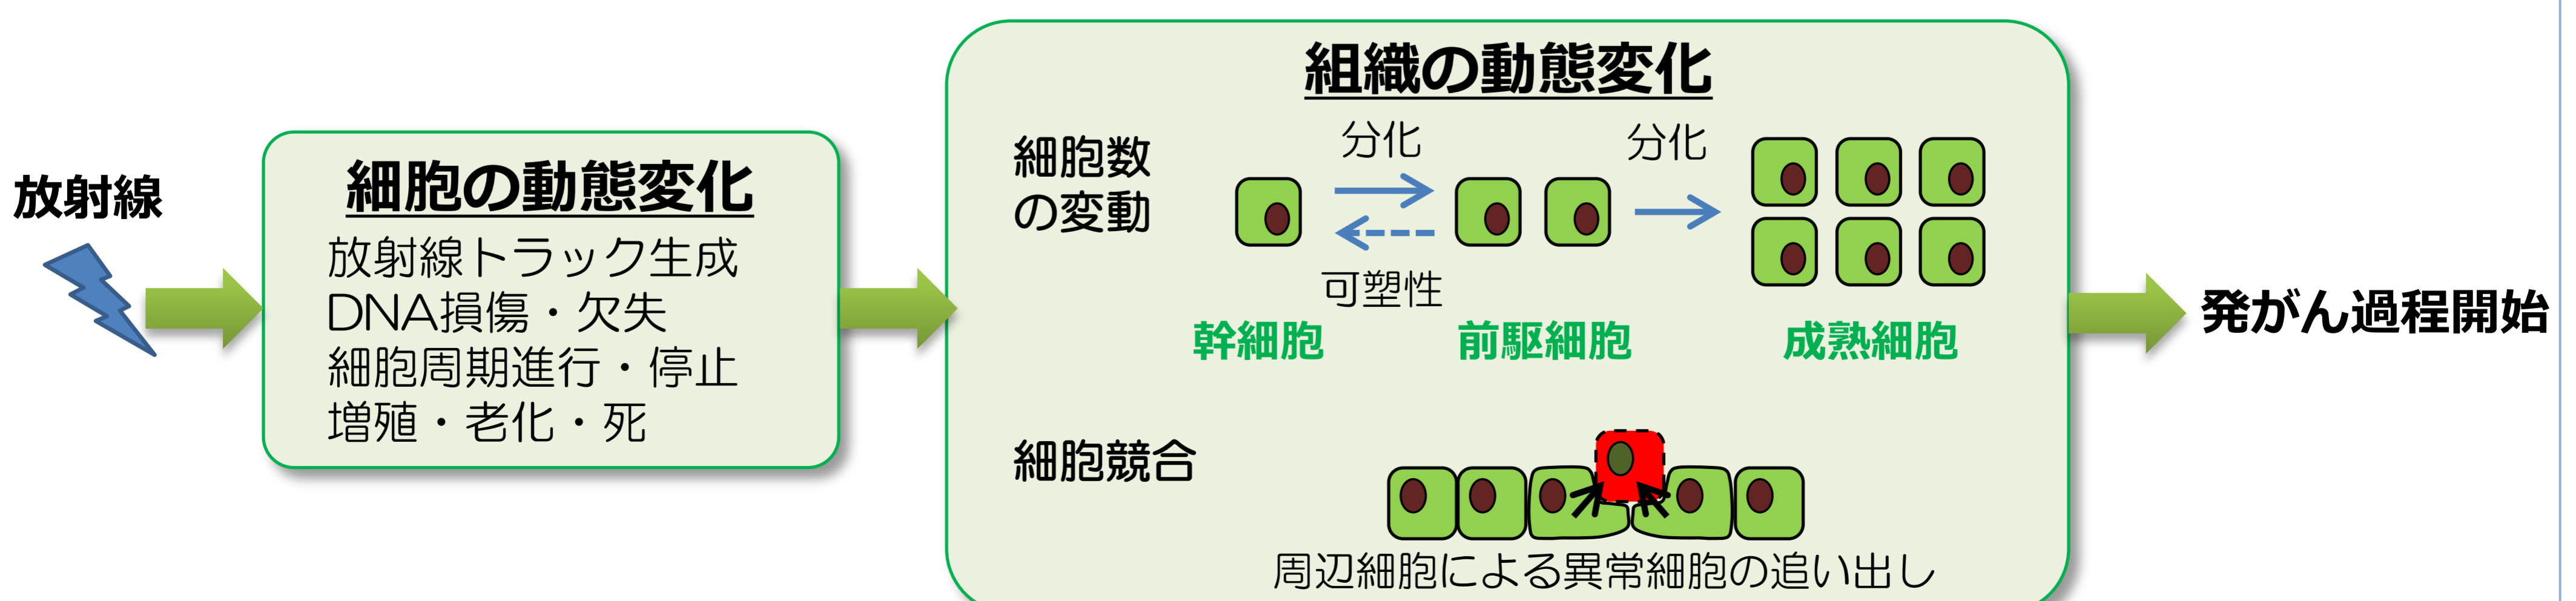 放射線
細胞の動態変化
放射線トラック生成
DNA損傷・欠失
細胞周期進行・停止
増殖・老化・死
組織の動態変化
細胞数
の変動
分化
分化
可塑性
幹細胞
前駆細胞
成熟細胞
細胞競合
周辺細胞による異常細胞の追い出し
発がん過程開始